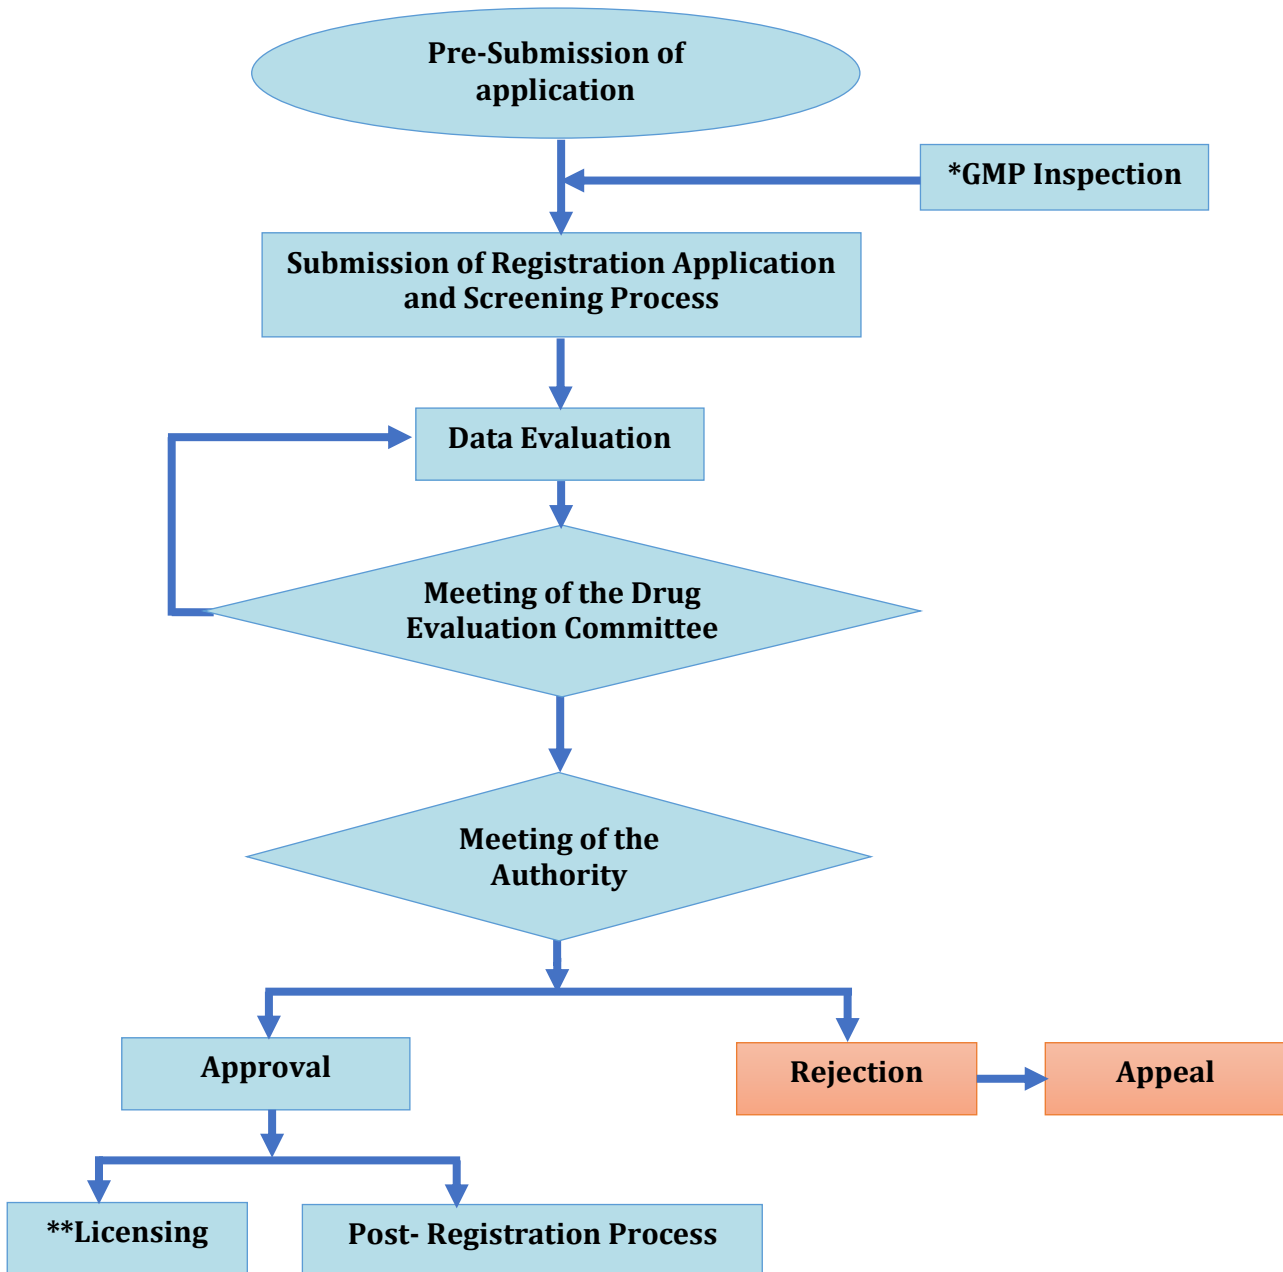 Pre-Submission of
application
*GMP Inspection
Submission of Registration Application
and Screening Process
Data Evaluation
Meeting of the Drug
Evaluation Committee
Meeting of the
Authority
Approval
Rejection
Appeal
**Licensing
Post- Registration Process